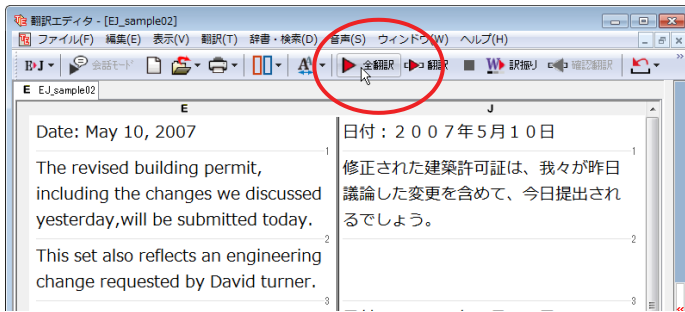 翻訳エディタ - [EJ_sample02]
ファイル(F) 編集(E) 表示(V) 翻訳(T) 辞書・検索(D) 音声(S) ウィンドウ(W) ヘルプ(H)
E›J 会話モード A 全翻訳 翻訳 W 訳振り 確認翻訳
E EJ_sample02
E J
Date: May 10, 2007
日付：２００７年５月１０日
1 1
The revised building permit,
including the changes we discussed
yesterday,will be submitted today.
修正された建築許可証は、我々が昨日
議論した変更を含めて、今日提出され
るでしょう。
2 2
This set also reflects an engineering
change requested by David turner.
3 3